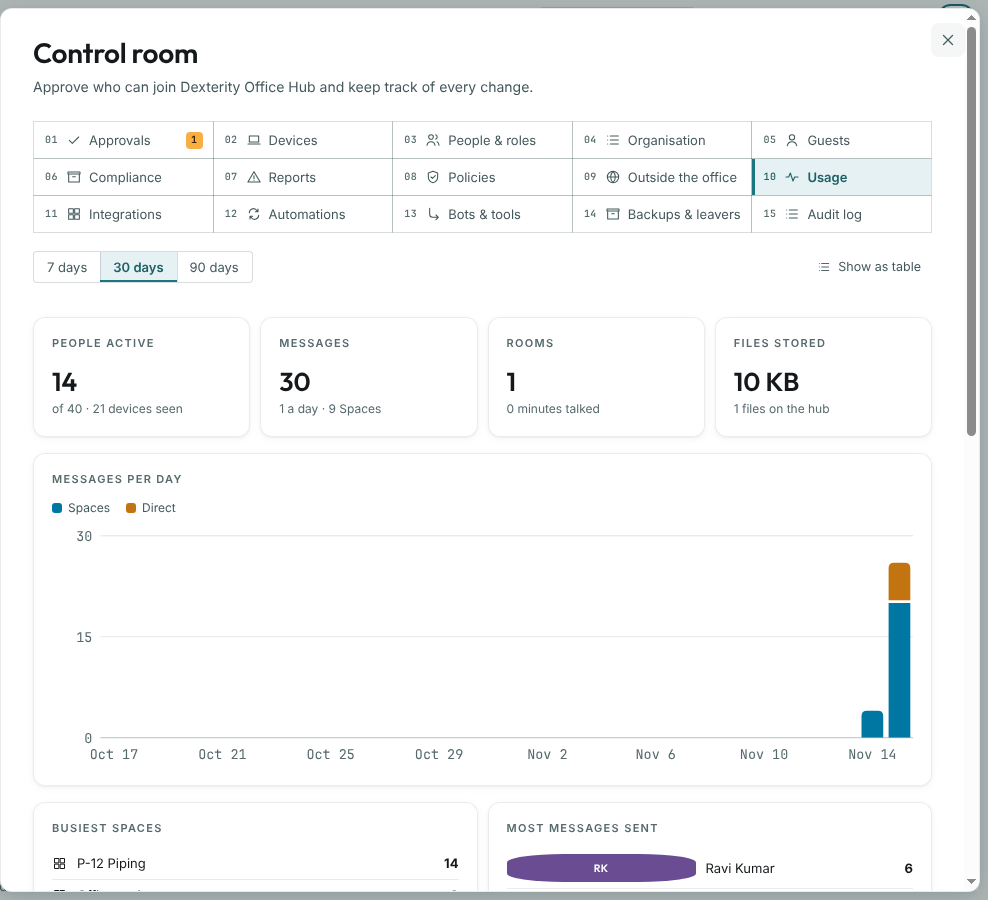 Control room
Approve who can join Dexterity Office Hub and keep track of every change.
01 Approvals 1 02 Devices 03 People & roles 04 Organisation 05 Guests
06 Compliance 07 Reports 08 Policies 09 Outside the office 10 Usage
11 Integrations 12 Automations 13 Bots & tools 14 Backups & leavers 15 Audit log
7 days 30 days 90 days Show as table
PEOPLE ACTIVE MESSAGES ROOMS FILES STORED
14 30 1 10 KB
of 40 · 21 devices seen 1 a day · 9 Spaces 0 minutes talked 1 files on the hub
MESSAGES PER DAY
Spaces Direct
30
15
0
Oct 17 Oct 21 Oct 25 Oct 29 Nov 2 Nov 6 Nov 10 Nov 14
BUSIEST SPACES MOST MESSAGES SENT
P-12 Piping 14 RK Ravi Kumar 6